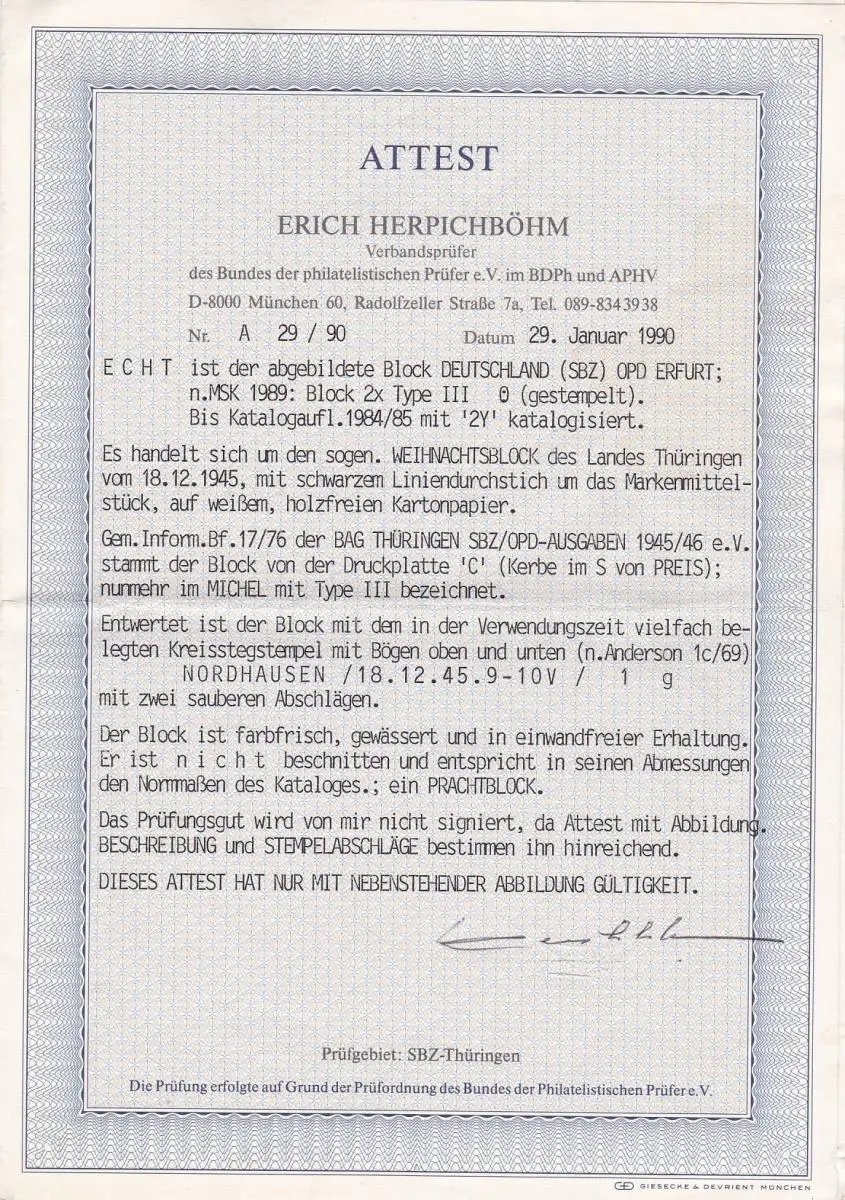 ATTEST
ERICH HERPICHBÖHM
Verbandsprüfer
des Bundes der philatelistischen Prüfer e.V. im BDPh und APHV
D-8000 München 60, Radolfzeller Straße 7a, Tel. 089-8343938
Nr. A 29 / 90 Datum 29. Januar 1990
E C H T ist der abgebildete Block DEUTSCHLAND (SBZ) OPD ERFURT;
n.MSK 1989: Block 2x Type III 0 (gestempelt).
Bis Katalogaufl.1984/85 mit '2Y' katalogisiert.
Es handelt sich um den sogen. WEIHNACHTSBLOCK des Landes Thüringen
vom 18.12.1945, mit schwarzem Liniendurchstich um das Markenmittel-
stück, auf weißem, holzfreien Kartonpapier.
Gem.Inform.Bf.17/76 der BAG THÜRINGEN SBZ/OPD-AUSGABEN 1945/46 e.V.
stammt der Block von der Druckplatte 'C' (Kerbe im S von PREIS);
nunmehr im MICHEL mit Type III bezeichnet.
Entwertet ist der Block mit dem in der Verwendungszeit vielfach be-
legten Kreisstegstempel mit Bögen oben und unten (n.Anderson 1c/69)
NORDHAUSEN /18.12.45.9-10V / 1 g
mit zwei sauberen Abschlägen.
Der Block ist farbfrisch, gewässert und in einwandfreier Erhaltung.
Er ist n i c h t beschnitten und entspricht in seinen Abmessungen
den Normmaßen des Kataloges.; ein PRACHTBLOCK.
Das Prüfungsgut wird von mir nicht signiert, da Attest mit Abbildung.
BESCHREIBUNG und STEMPELABSCHLÄGE bestimmen ihn hinreichend.
DIESES ATTEST HAT NUR MIT NEBENSTEHENDER ABBILDUNG GÜLTIGKEIT.
Prüfgebiet: SBZ-Thüringen
Die Prüfung erfolgte auf Grund der Prüfordnung des Bundes der Philatelistischen Prüfer e.V.
GIESECKE & DEVRIENT MÜNCHEN